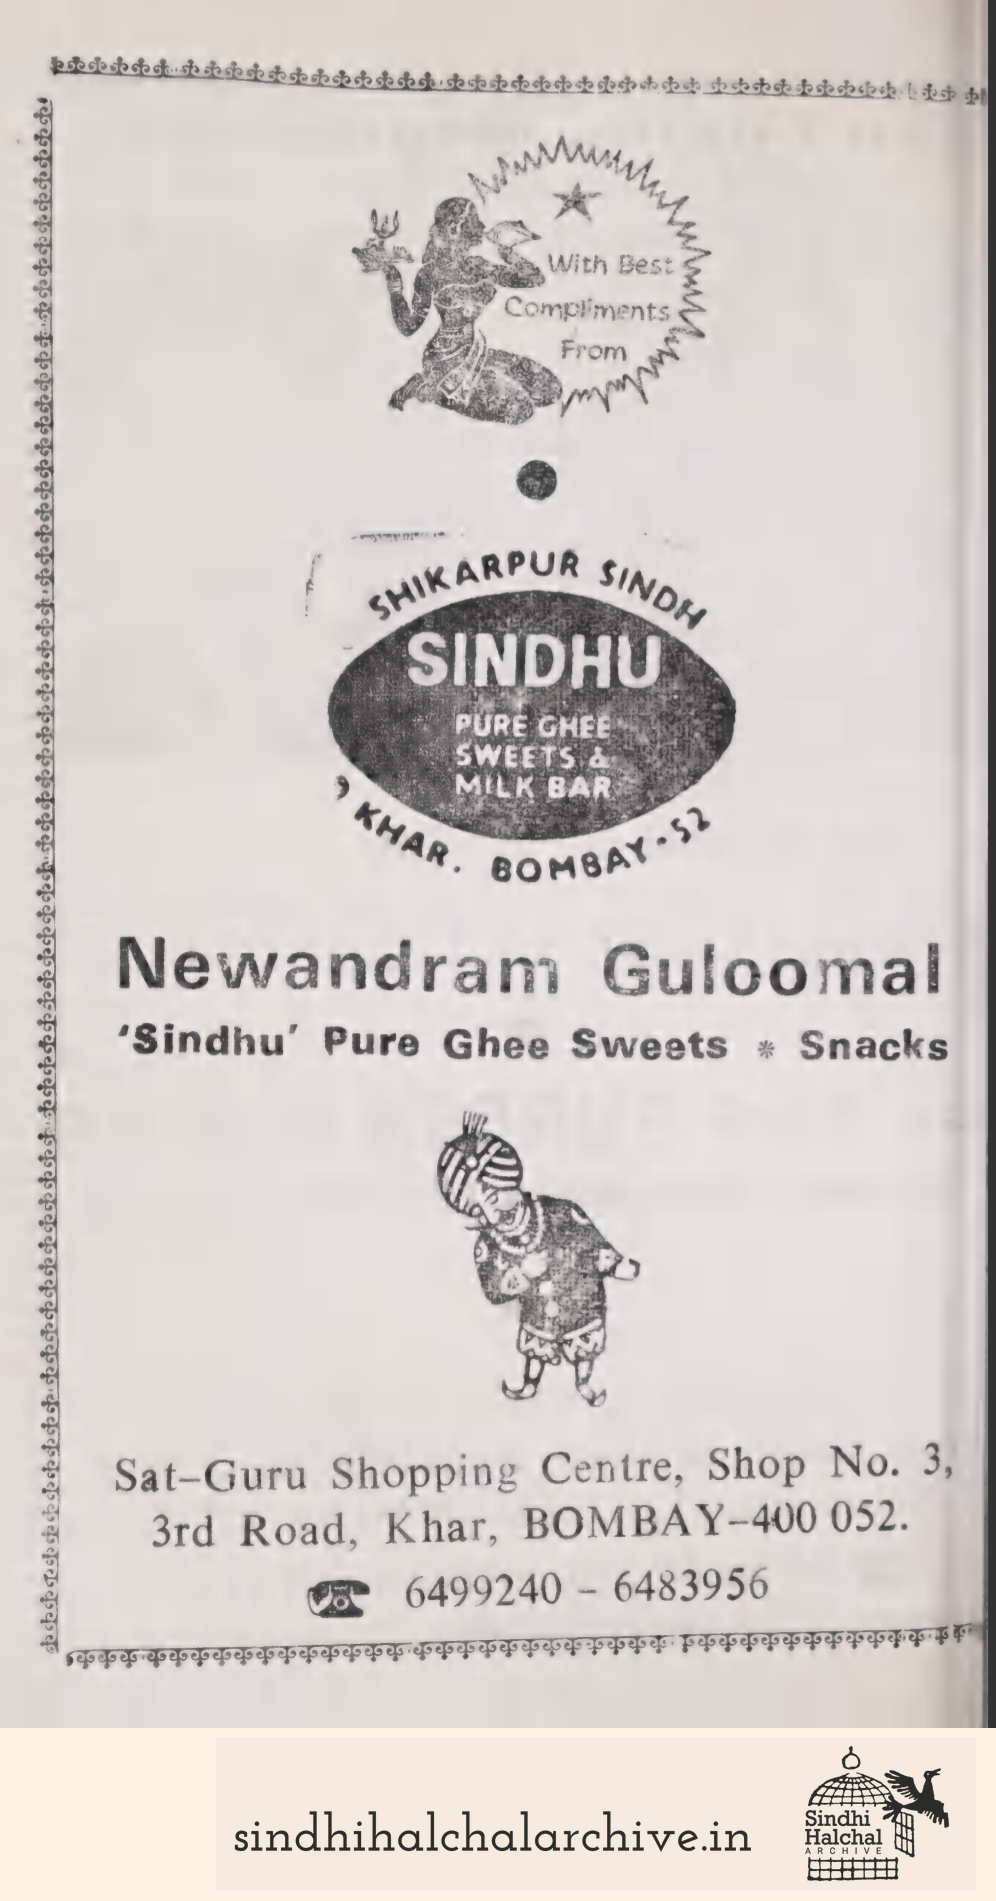 With Best
Compliments
From
SHIKARPUR SINDH
SINDHU
PURE GHEE
SWEETS &
MILK BAR
KHAR. BOMBAY-52
Newandram Guloomal
'Sindhu' Pure Ghee Sweets * Snacks
Sat-Guru Shopping Centre, Shop No. 3,
3rd Road, Khar, BOMBAY-400 052.
☎ 6499240 - 6483956
sindhihalchalarchive.in
Sindhi
Halchal
ARCHIVE